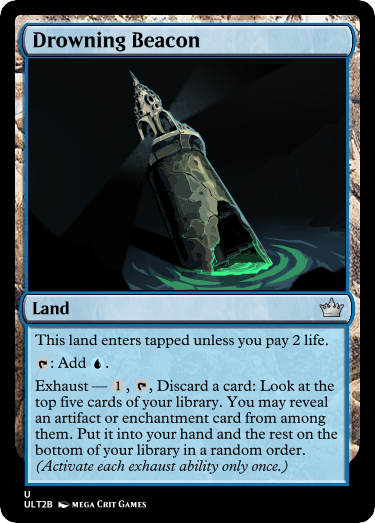 Drowning Beacon
Land
This land enters tapped unless you pay 2 life.
: Add .
Exhaust — 1, , Discard a card: Look at the
top five cards of your library. You may reveal
an artifact or enchantment card from among
them. Put it into your hand and the rest on the
bottom of your library in a random order.
(Activate each exhaust ability only once.)
U
ULT2B MEGA CRIT GAMES